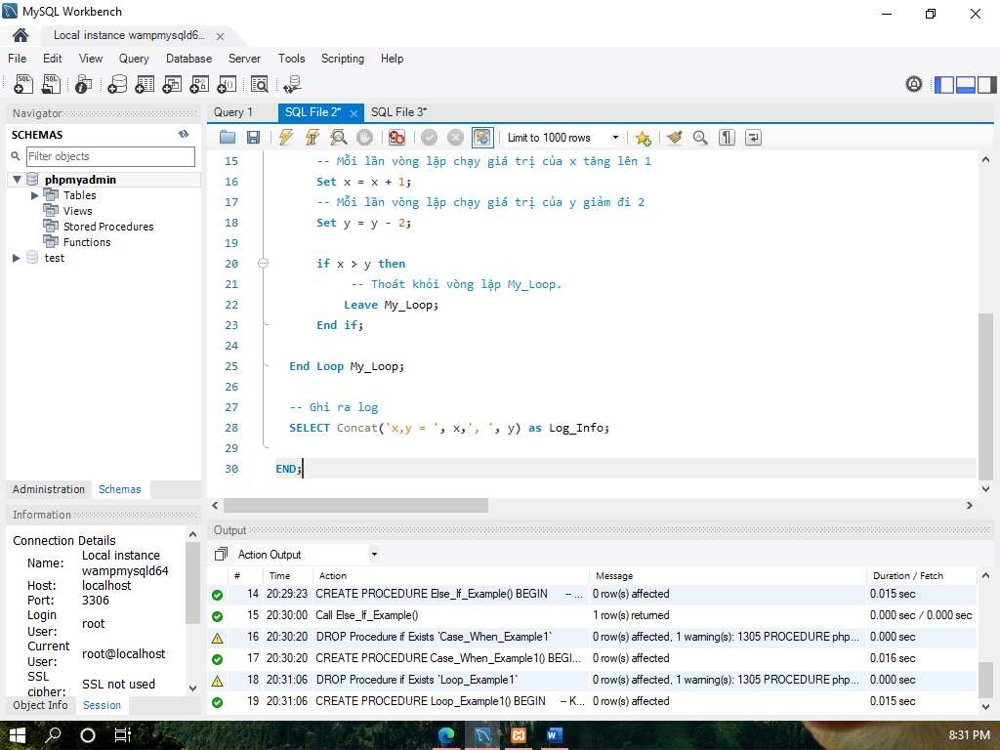 MySQL Workbench
Local instance wampmysqld6...
File Edit View Query Database Server Tools Scripting Help
Navigator
SCHEMAS
Filter objects
phpmyadmin
Tables
Views
Stored Procedures
Functions
test
Administration Schemas
Information
Connection Details
Name: Local instance wampmysqld64
Host: localhost
Port: 3306
Login User: root
Current User: root@localhost
SSL cipher: SSL not used
Object Info Session
Query 1 SQL File 2* SQL File 3*
Limit to 1000 rows
15 -- Mỗi lần vòng lặp chạy giá trị của x tăng lên 1
16 Set x = x + 1;
17 -- Mỗi lần vòng lặp chạy giá trị của y giảm đi 2
18 Set y = y - 2;
19
20 if x > y then
21 -- Thoát khỏi vòng lặp My_Loop.
22 Leave My_Loop;
23 End if;
24
25 End Loop My_Loop;
26
27 -- Ghi ra log
28 SELECT Concat('x,y = ', x,', ', y) as Log_Info;
29
30 END;
Output
Action Output
# Time Action Message Duration / Fetch
14 20:29:23 CREATE PROCEDURE Else_If_Example() BEGIN -- ... 0 row(s) affected 0.015 sec
15 20:30:00 Call Else_If_Example() 1 row(s) returned 0.000 sec / 0.000 sec
16 20:30:20 DROP Procedure if Exists `Case_When_Example1` 0 row(s) affected, 1 warning(s): 1305 PROCEDURE php... 0.000 sec
17 20:30:20 CREATE PROCEDURE Case_When_Example1() BEGI... 0 row(s) affected 0.016 sec
18 20:31:06 DROP Procedure if Exists `Loop_Example1` 0 row(s) affected, 1 warning(s): 1305 PROCEDURE php... 0.000 sec
19 20:31:06 CREATE PROCEDURE Loop_Example1() BEGIN -- K... 0 row(s) affected 0.015 sec
8:31 PM